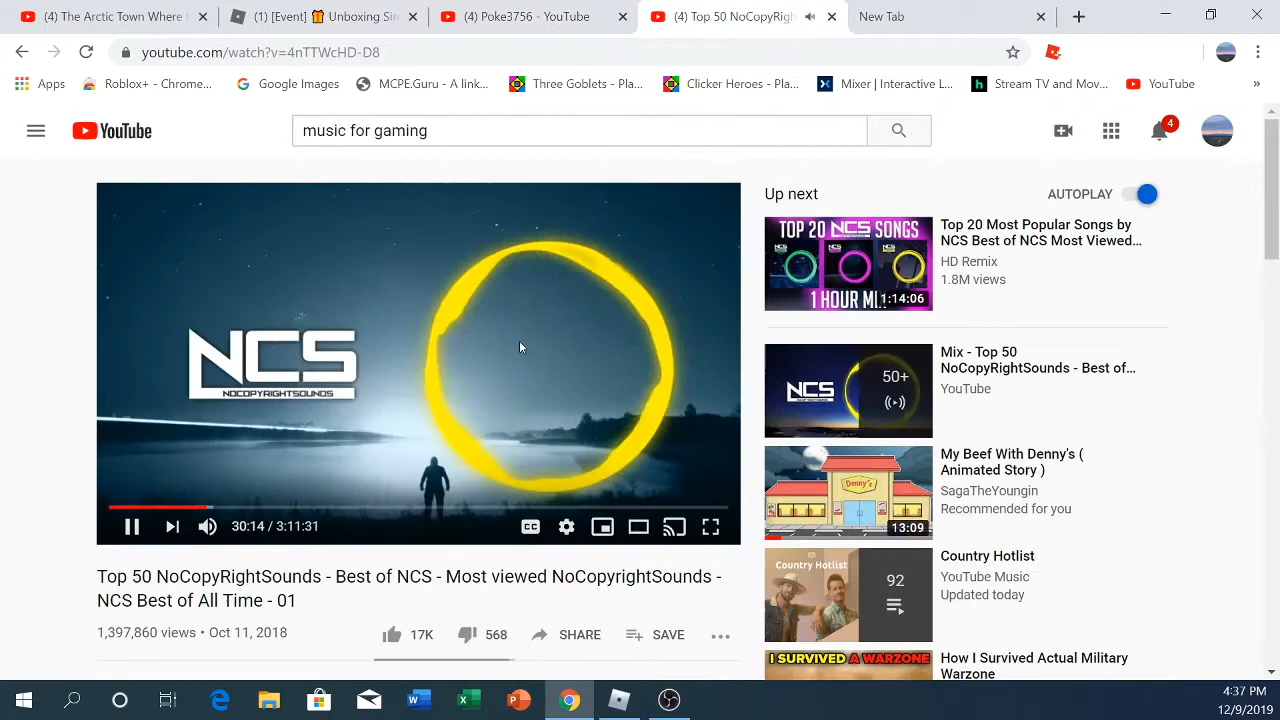 (4) The Arctic Town Where
(1) [Event] 🎁 Unboxing Sin
(4) Poke3756 - YouTube
(4) Top 50 NoCopyRigh
New Tab
youtube.com/watch?v=4nTTWcHD-D8
Apps
Roblox+ - Chrome...
Google Images
MCPE.Guru - A link...
Three Goblets - Pla...
Clicker Heroes - Pla...
Mixer | Interactive L...
Stream TV and Mov...
YouTube
»
YouTube
music for gaming
4
NCS
NOCOPYRIGHTSOUNDS
30:14 / 3:11:31
CC
Top 50 NoCopyRightSounds - Best of NCS - Most viewed NoCopyrightSounds -
NCS Best of All Time - 01
1,397,860 views • Oct 11, 2018
17K
568
SHARE
SAVE
Up next
AUTOPLAY
TOP 20 NCS SONGS
1 HOUR MIX
1:14:06
Top 20 Most Popular Songs by
NCS Best of NCS Most Viewed...
HD Remix
1.8M views
NCS
50+
Mix - Top 50
NoCopyRightSounds - Best of...
YouTube
Denny's
13:09
My Beef With Denny's (
Animated Story )
SagaTheYoungin
Recommended for you
Country Hotlist
92
Country Hotlist
YouTube Music
Updated today
I SURVIVED A WARZONE
How I Survived Actual Military
Warzone
4:37 PM
12/9/2019